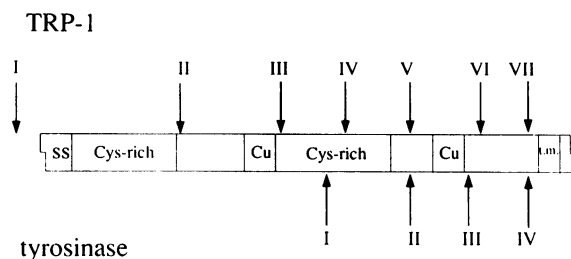 TRP-1
I II III IV V VI VII
ss Cys-rich Cu Cys-rich Cu t.m.
I II III IV
tyrosinase